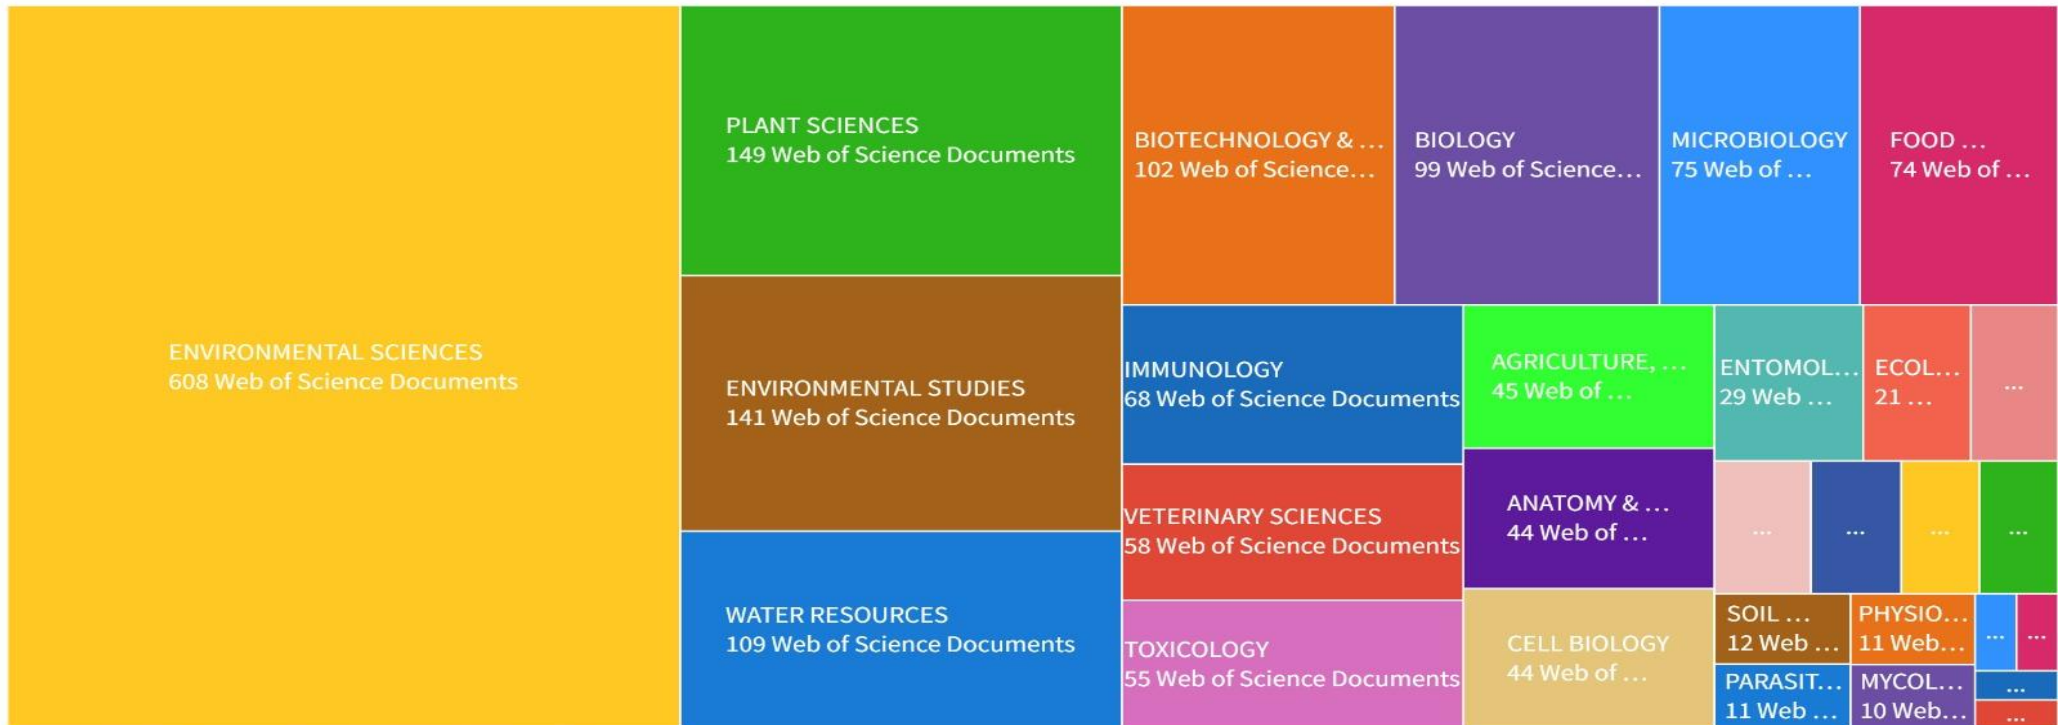 ENVIRONMENTAL SCIENCES
608 Web of Science Documents
PLANT SCIENCES
149 Web of Science Documents
ENVIRONMENTAL STUDIES
141 Web of Science Documents
WATER RESOURCES
109 Web of Science Documents
BIOTECHNOLOGY & ...
102 Web of Science...
BIOLOGY
99 Web of Science...
MICROBIOLOGY
75 Web of ...
FOOD ...
74 Web of ...
IMMUNOLOGY
68 Web of Science Documents
VETERINARY SCIENCES
58 Web of Science Documents
TOXICOLOGY
55 Web of Science Documents
AGRICULTURE, ...
45 Web of ...
ANATOMY & ...
44 Web of ...
CELL BIOLOGY
44 Web of ...
ENTOMOL...
29 Web ...
ECOL...
21 ...
...
...
...
...
...
SOIL ...
12 Web ...
PHYSIO...
11 Web...
PARASIT...
11 Web ...
MYCOL...
10 Web...
...
...
...
...